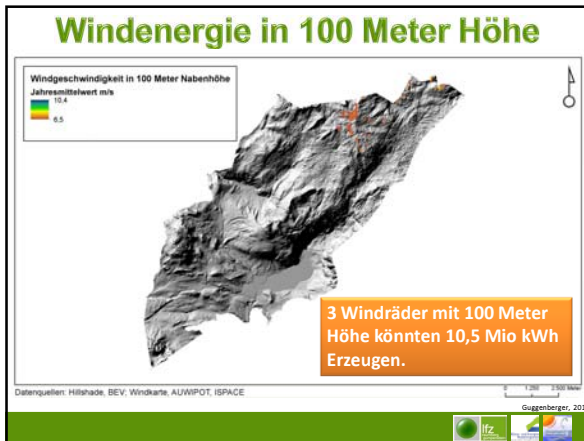 Windenergie in 100 Meter Höhe
Windgeschwindigkeit in 100 Meter Nabenhöhe
Jahresmittelwert m/s
10,4
6,5
3 Windräder mit 100 Meter
Höhe könnten 10,5 Mio kWh
Erzeugen.
Datenquellen: Hillshade, BEV; Windkarte, AUWIPOT, ISPACE
0 1.250 2.500 Meter
Guggenberger, 201
lfz